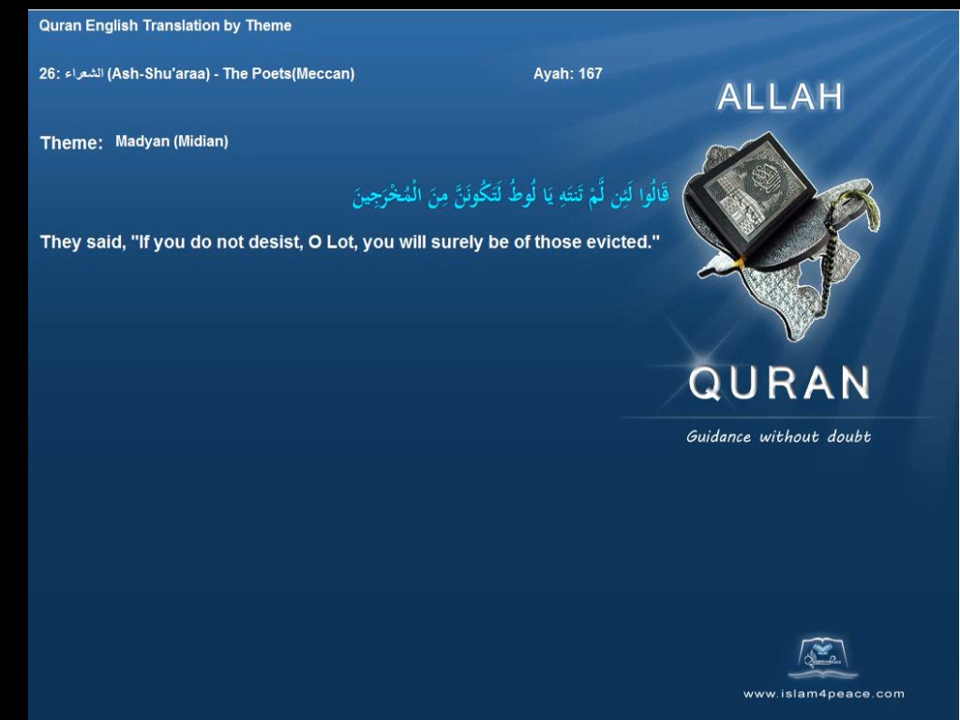 Quran English Translation by Theme
26: الشعراء (Ash-Shu'araa) - The Poets(Meccan) Ayah: 167
ALLAH
Theme: Madyan (Midian)
قَالُوا لَئِن لَّمْ تَنتَهِ يَا لُوطُ لَتَكُونَنَّ مِنَ الْمُخْرَجِينَ
They said, "If you do not desist, O Lot, you will surely be of those evicted."
QURAN
Guidance without doubt
www.islam4peace.com